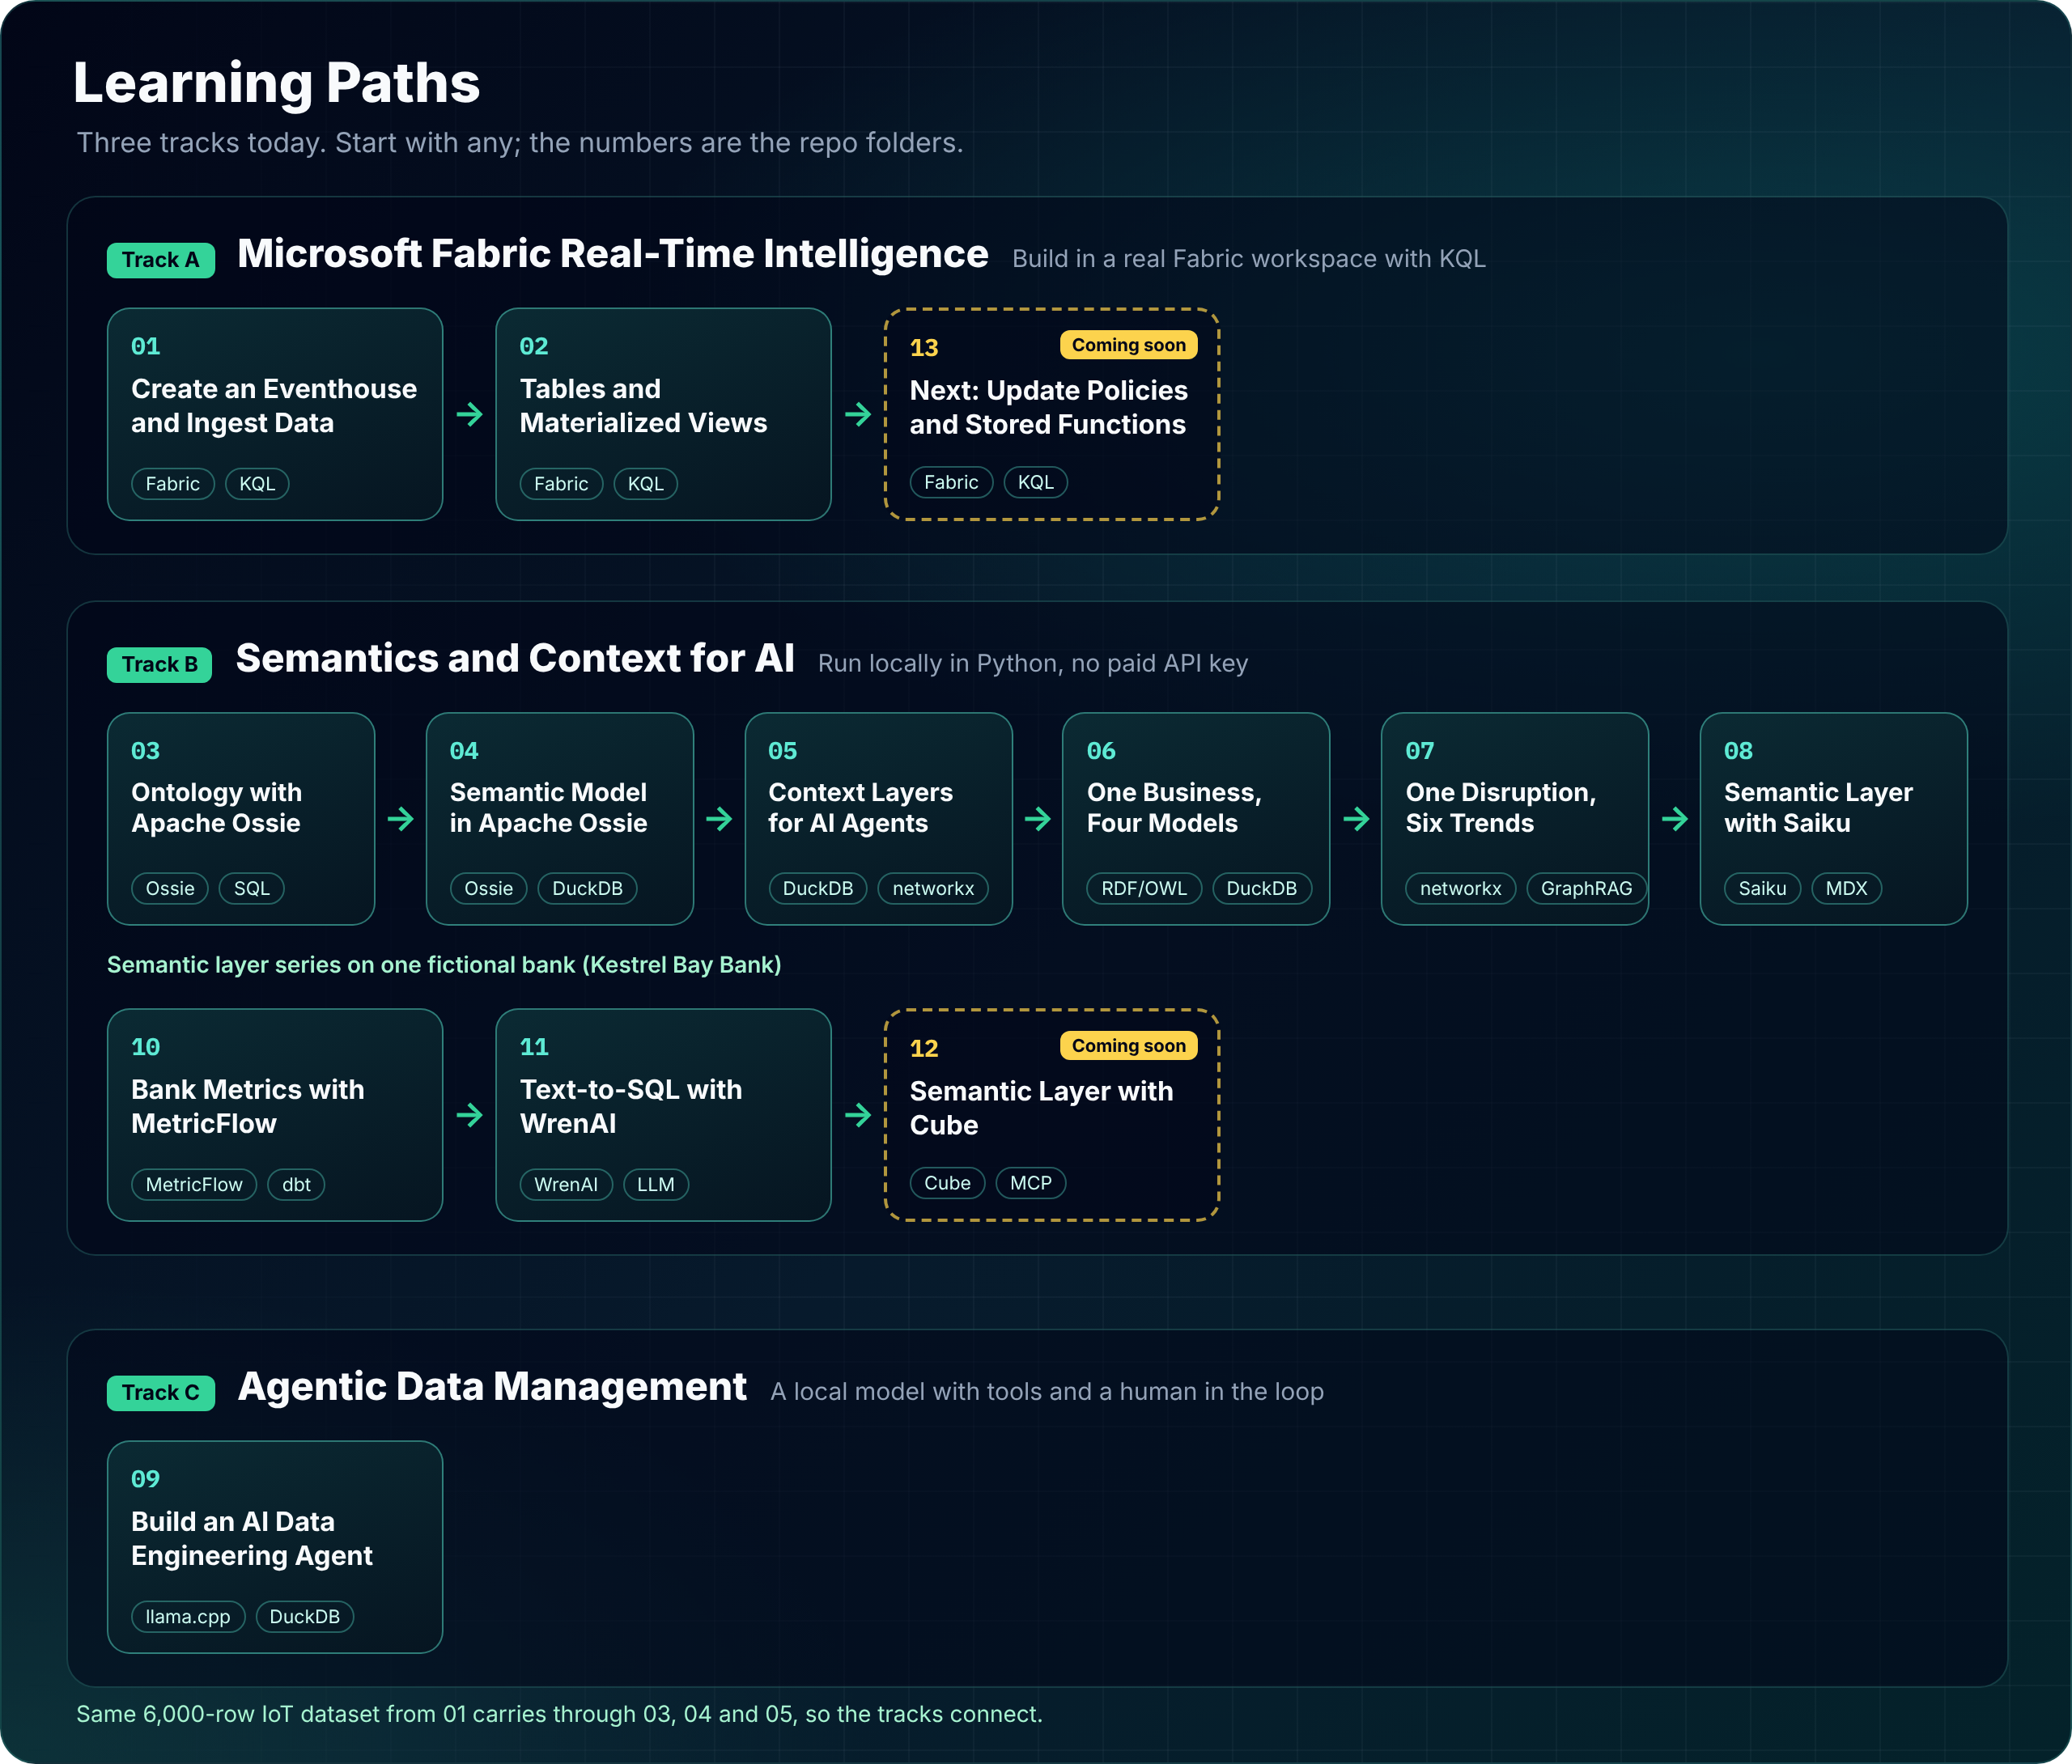 Learning Paths
Three tracks today. Start with any; the numbers are the repo folders.
Track A
Microsoft Fabric Real-Time Intelligence
Build in a real Fabric workspace with KQL
01
Create an Eventhouse
and Ingest Data
Fabric
KQL
02
Tables and
Materialized Views
Fabric
KQL
13
Coming soon
Next: Update Policies
and Stored Functions
Fabric
KQL
Track B
Semantics and Context for AI
Run locally in Python, no paid API key
03
Ontology with
Apache Ossie
Ossie
SQL
04
Semantic Model
in Apache Ossie
Ossie
DuckDB
05
Context Layers
for AI Agents
DuckDB
networkx
06
One Business,
Four Models
RDF/OWL
DuckDB
07
One Disruption,
Six Trends
networkx
GraphRAG
08
Semantic Layer
with Saiku
Saiku
MDX
Semantic layer series on one fictional bank (Kestrel Bay Bank)
10
Bank Metrics with
MetricFlow
MetricFlow
dbt
11
Text-to-SQL with
WrenAI
WrenAI
LLM
12
Coming soon
Semantic Layer with
Cube
Cube
MCP
Track C
Agentic Data Management
A local model with tools and a human in the loop
09
Build an AI Data
Engineering Agent
llama.cpp
DuckDB
Same 6,000-row IoT dataset from 01 carries through 03, 04 and 05, so the tracks connect.